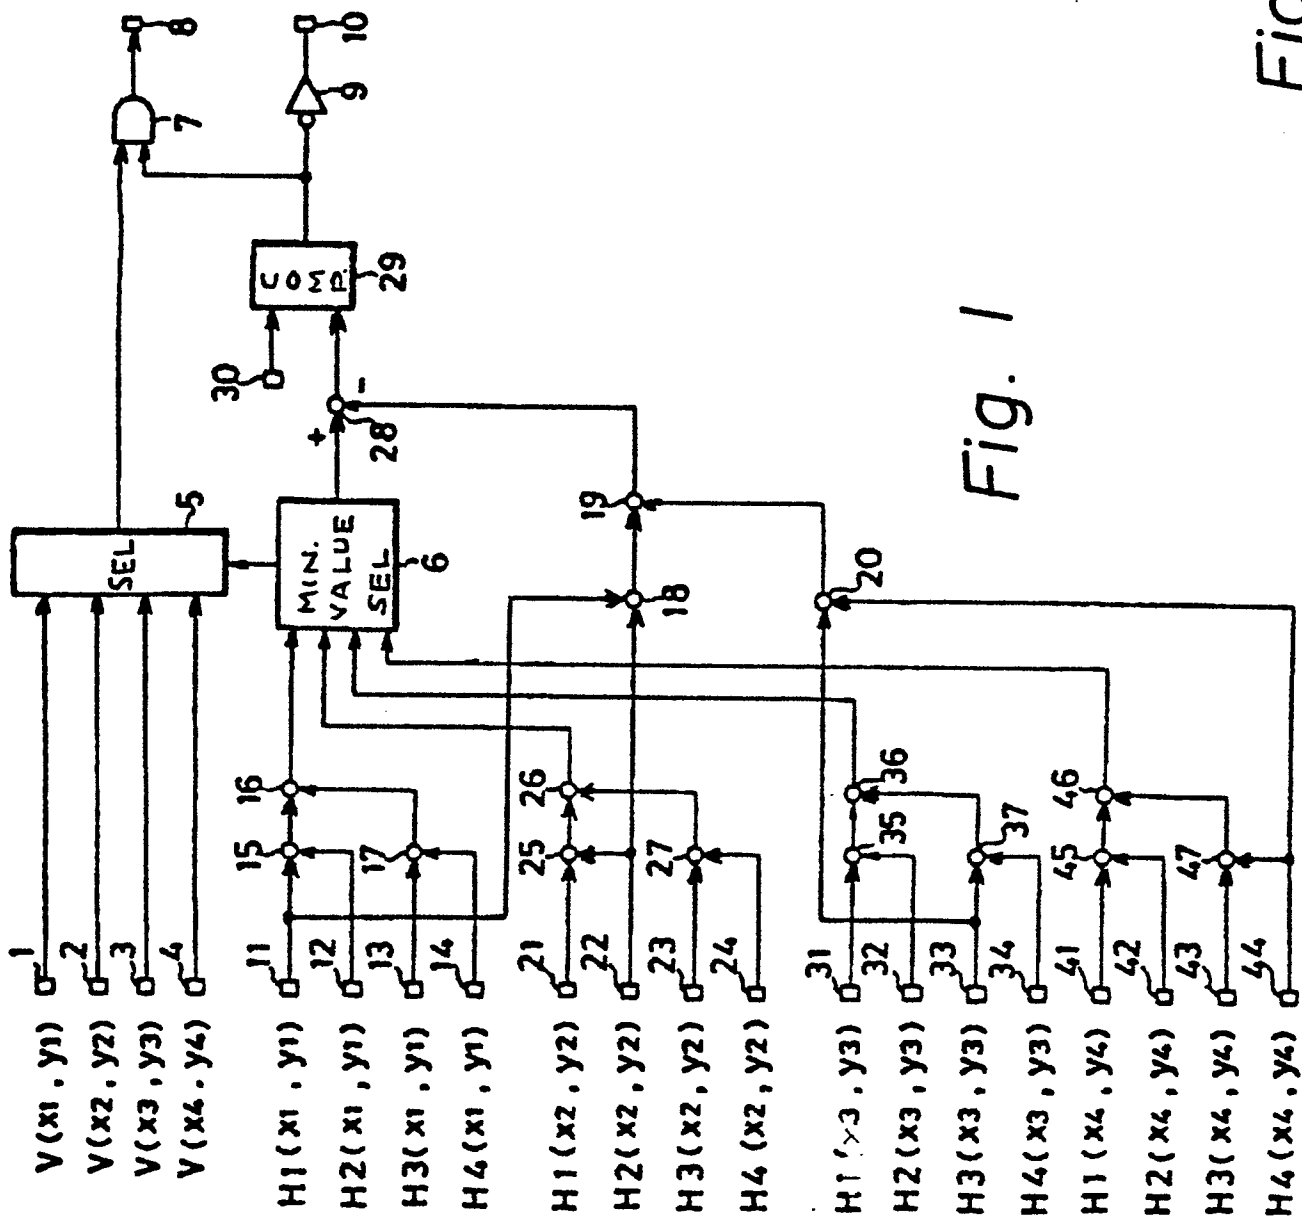 V(x1, y1) 1
V(x2, y2) 2
V(x3, y3) 3
V(x4, y4) 4
SEL 5
7
8
H1(x1, y1) 11
H2(x1, y1) 12
H3(x1, y1) 13
H4(x1, y1) 14
15
16
17
MIN.
VALUE
SEL
6
+
-
28
30
COMP.
29
9
10
H1(x2, y2) 21
H2(x2, y2) 22
H3(x2, y2) 23
H4(x2, y2) 24
25
26
27
18
19
20
H1(x3, y3) 31
H2(x3, y3) 32
H3(x3, y3) 33
H4(x3, y3) 34
35
36
37
H1(x4, y4) 41
H2(x4, y4) 42
H3(x4, y4) 43
H4(x4, y4) 44
45
46
47
Fig. 1